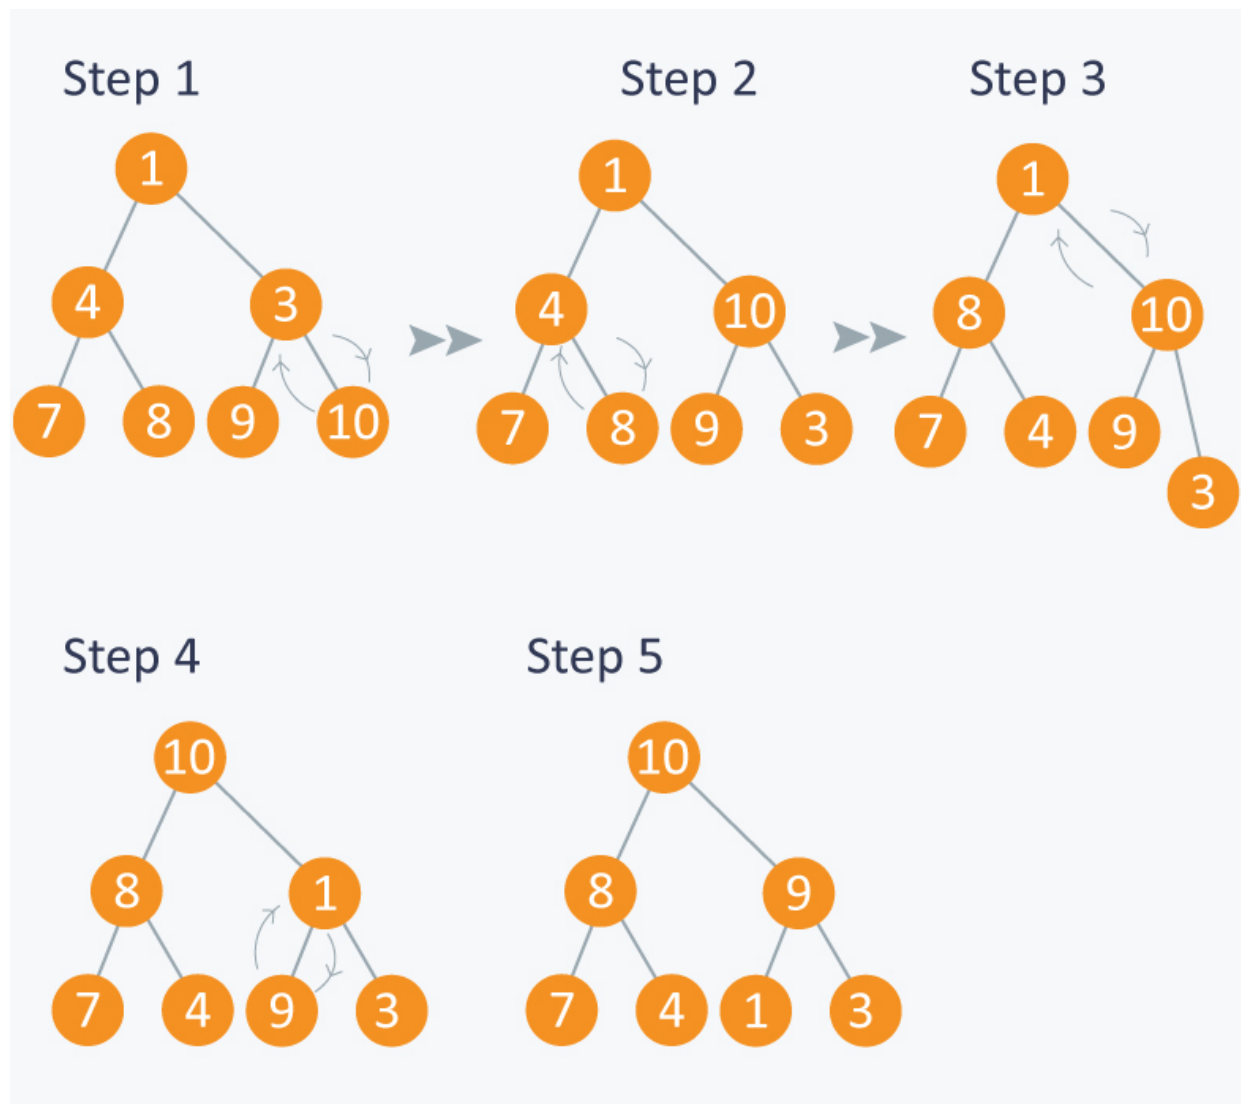 Step 1
1
4 3
7 8 9 10
Step 2
1
4 10
7 8 9 3
Step 3
1
8 10
7 4 9
3
Step 4
10
8 1
7 4 9 3
Step 5
10
8 9
7 4 1 3